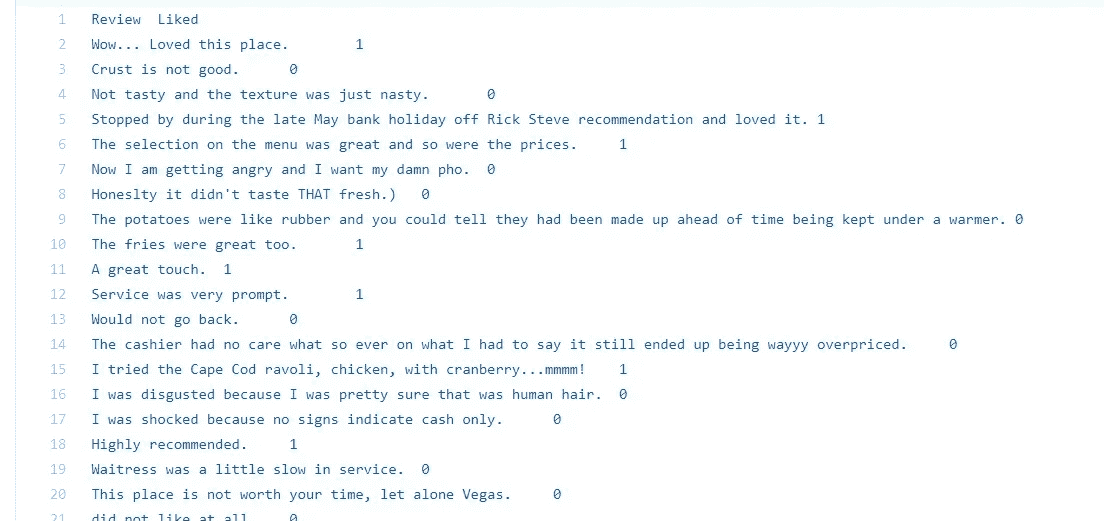 1 Review Liked
2 Wow... Loved this place. 1
3 Crust is not good. 0
4 Not tasty and the texture was just nasty. 0
5 Stopped by during the late May bank holiday off Rick Steve recommendation and loved it. 1
6 The selection on the menu was great and so were the prices. 1
7 Now I am getting angry and I want my damn pho. 0
8 Honeslty it didn't taste THAT fresh.) 0
9 The potatoes were like rubber and you could tell they had been made up ahead of time being kept under a warmer. 0
10 The fries were great too. 1
11 A great touch. 1
12 Service was very prompt. 1
13 Would not go back. 0
14 The cashier had no care what so ever on what I had to say it still ended up being wayyy overpriced. 0
15 I tried the Cape Cod ravoli, chicken, with cranberry...mmmm! 1
16 I was disgusted because I was pretty sure that was human hair. 0
17 I was shocked because no signs indicate cash only. 0
18 Highly recommended. 1
19 Waitress was a little slow in service. 0
20 This place is not worth your time, let alone Vegas. 0
21 did not like at all 0